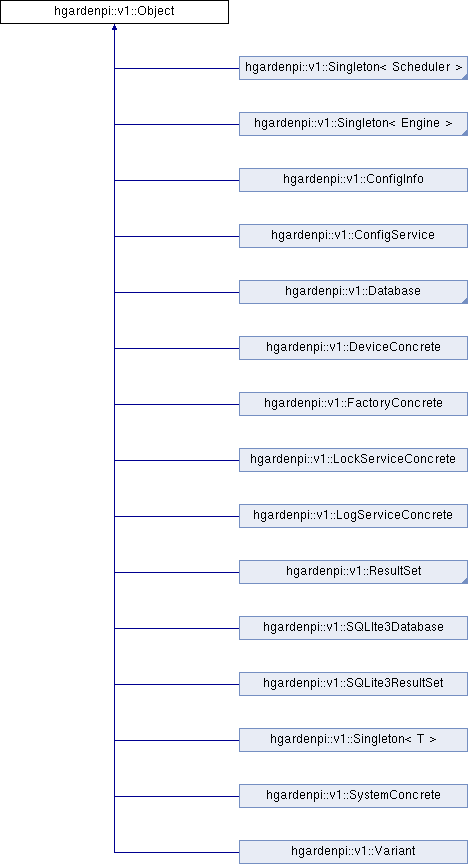 hgardenpi::v1::Object
hgardenpi::v1::Singleton< Scheduler >
hgardenpi::v1::Singleton< Engine >
hgardenpi::v1::ConfigInfo
hgardenpi::v1::ConfigService
hgardenpi::v1::Database
hgardenpi::v1::DeviceConcrete
hgardenpi::v1::FactoryConcrete
hgardenpi::v1::LockServiceConcrete
hgardenpi::v1::LogServiceConcrete
hgardenpi::v1::ResultSet
hgardenpi::v1::SQLIte3Database
hgardenpi::v1::SQLite3ResultSet
hgardenpi::v1::Singleton< T >
hgardenpi::v1::SystemConcrete
hgardenpi::v1::Variant